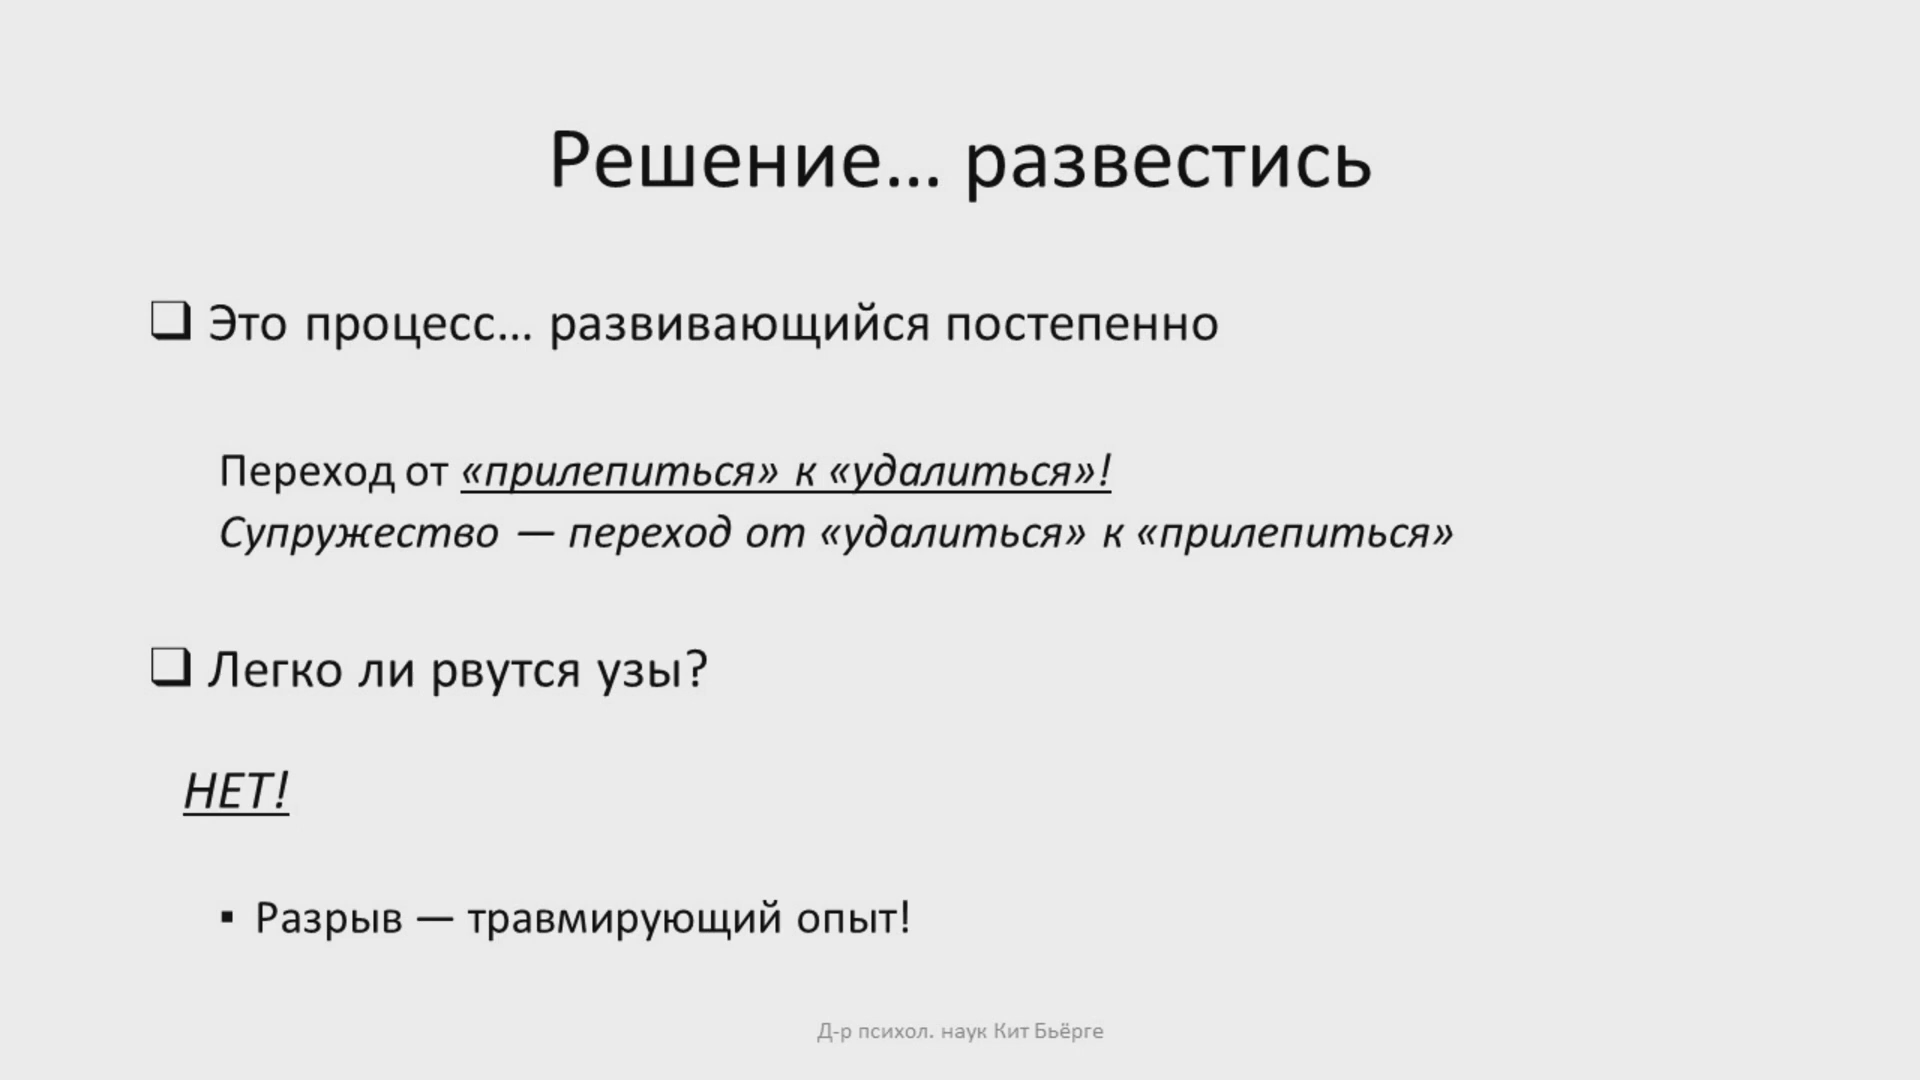 Решение... развестись
❑ Это процесс... развивающийся постепенно
Переход от «прилепиться» к «удалиться»!
Супружество — переход от «удалиться» к «прилепиться»
❑ Легко ли рвутся узы?
НЕТ!
▪ Разрыв — травмирующий опыт!
Д-р психол. наук Кит Бьёрге